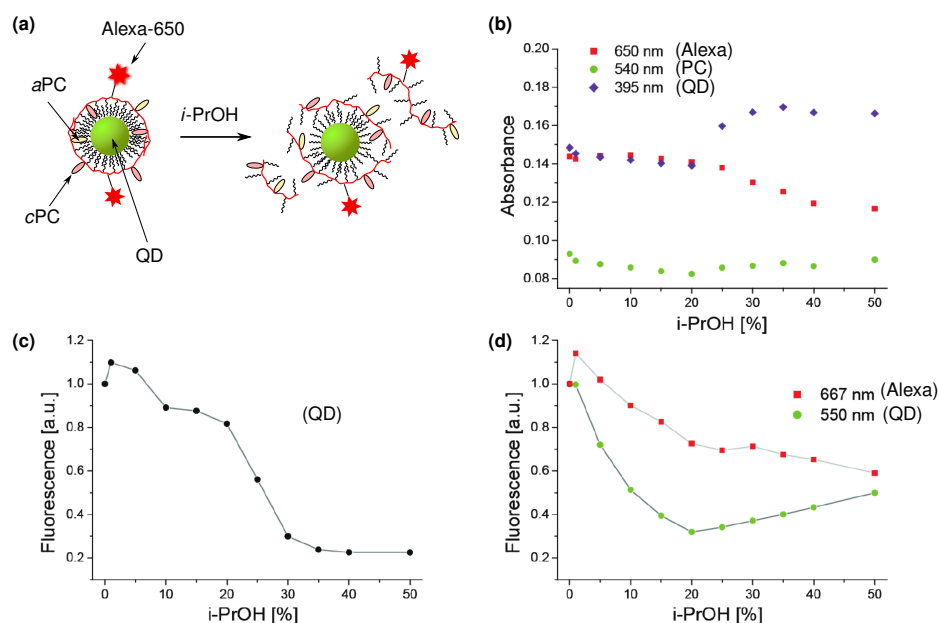 (a)
Alexa-650
aPC
i-PrOH
cPC
QD
(b)
650 nm (Alexa)
540 nm (PC)
395 nm (QD)
Absorbance
0.20
0.18
0.16
0.14
0.12
0.10
0.08
0 10 20 30 40 50
i-PrOH [%]
(c)
(QD)
Fluorescence [a.u.]
1.2
1.0
0.8
0.6
0.4
0.2
0 10 20 30 40 50
i-PrOH [%]
(d)
667 nm (Alexa)
550 nm (QD)
Fluorescence [a.u.]
1.2
1.0
0.8
0.6
0.4
0.2
0 10 20 30 40 50
i-PrOH [%]